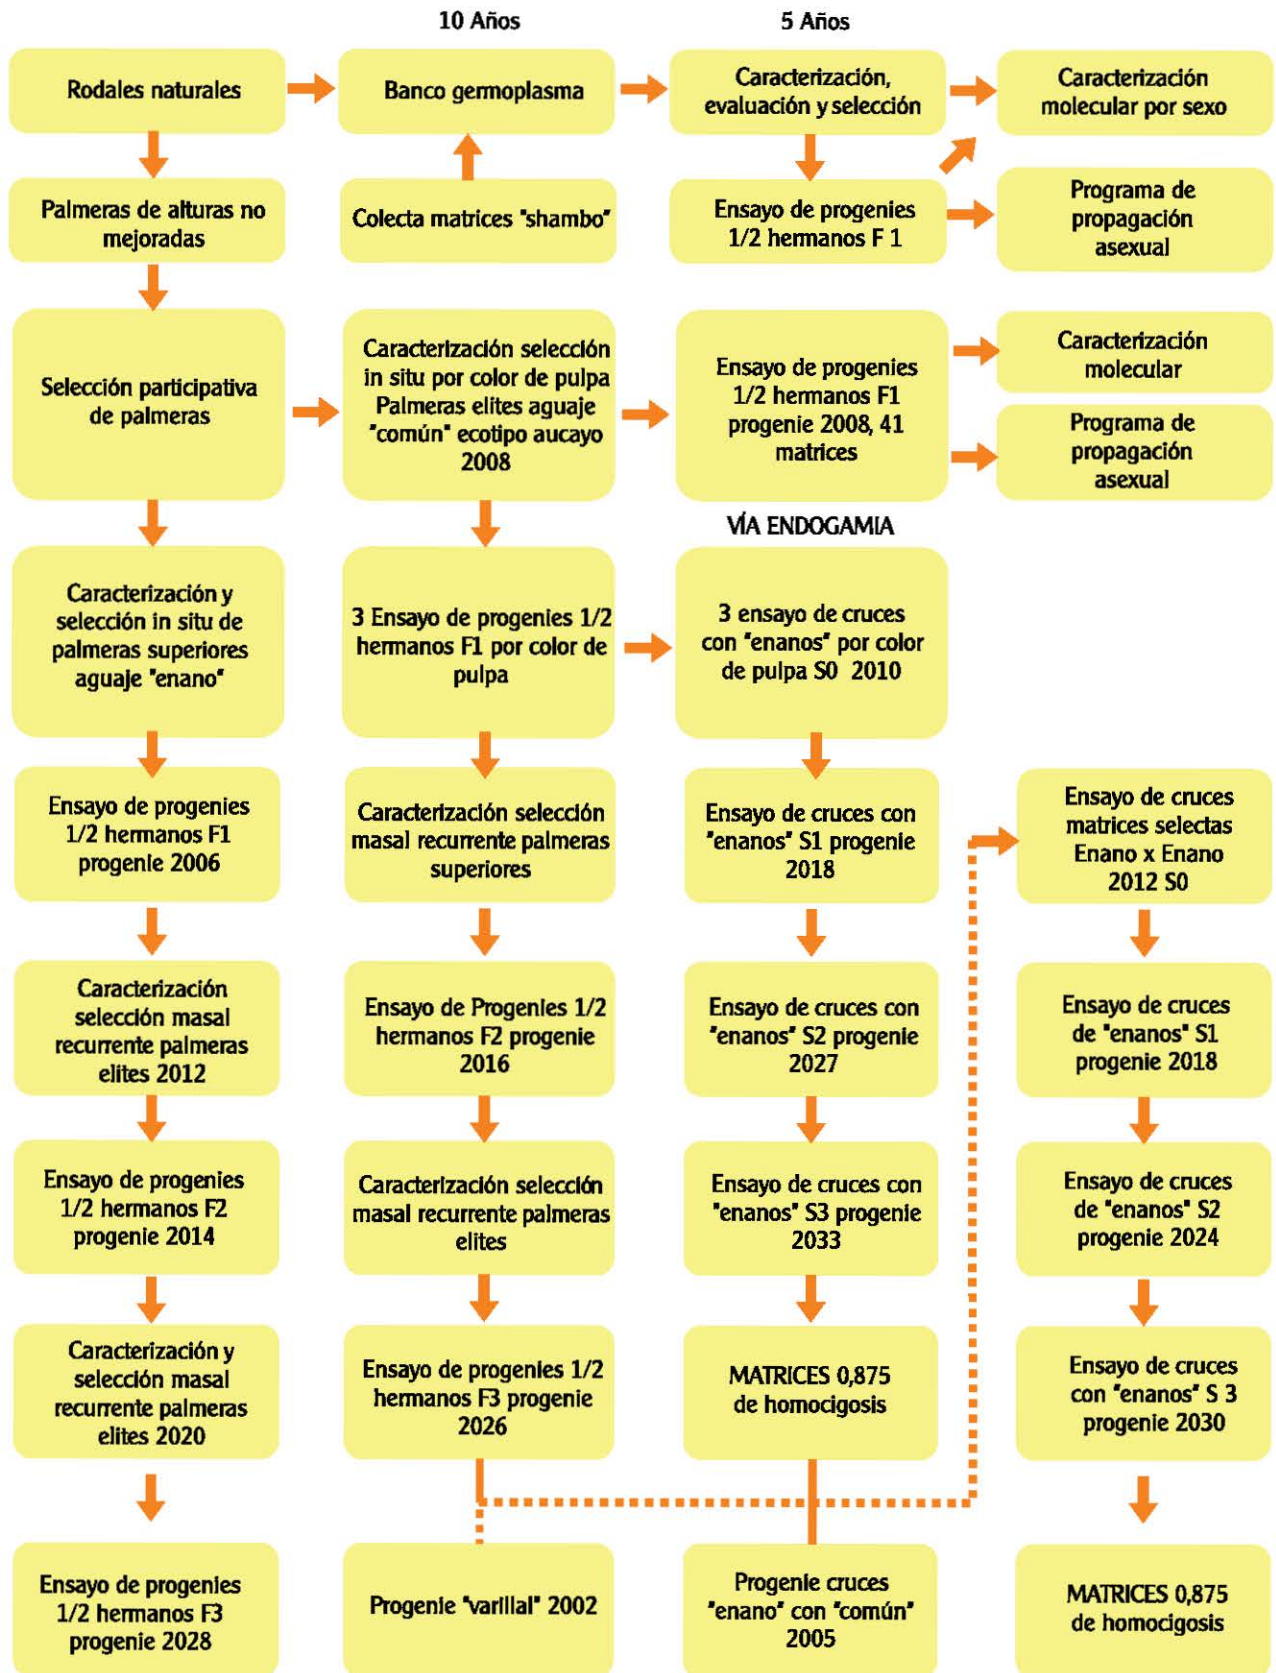 10 Años
5 Años
Rodales naturales
Banco germoplasma
Caracterización,
evaluación y selección
Caracterización
molecular por sexo
Palmeras de alturas no
mejoradas
Colecta matrices "shambo"
Ensayo de progenies
1/2 hermanos F 1
Programa de
propagación
asexual
Selección participativa
de palmeras
Caracterización selección
in situ por color de pulpa
Palmeras elites aguaje
"común" ecotipo aucayo
2008
Ensayo de progenies
1/2 hermanos F1
progenie 2008, 41
matrices
Caracterización
molecular
Programa de
propagación
asexual
VÍA ENDOGAMIA
Caracterización y
selección in situ de
palmeras superiores
aguaje "enano"
3 Ensayo de progenies 1/2
hermanos F1 por color de
pulpa
3 ensayo de cruces
con "enanos" por color
de pulpa S0 2010
Ensayo de progenies
1/2 hermanos F1
progenie 2006
Caracterización selección
masal recurrente palmeras
superiores
Ensayo de cruces con
"enanos" S1 progenie
2018
Ensayo de cruces
matrices selectas
Enano x Enano
2012 S0
Caracterización
selección masal
recurrente palmeras
elites 2012
Ensayo de Progenies 1/2
hermanos F2 progenie
2016
Ensayo de cruces con
"enanos" S2 progenie
2027
Ensayo de cruces
de "enanos" S1
progenie 2018
Ensayo de progenies
1/2 hermanos F2
progenie 2014
Caracterización selección
masal recurrente palmeras
elites
Ensayo de cruces con
"enanos" S3 progenie
2033
Ensayo de cruces
de "enanos" S2
progenie 2024
Caracterización y
selección masal
recurrente palmeras
elites 2020
Ensayo de progenies 1/2
hermanos F3 progenie
2026
MATRICES 0,875
de homocigosis
Ensayo de cruces
con "enanos" S 3
progenie 2030
Ensayo de progenies
1/2 hermanos F3
progenie 2028
Progenie "varillal" 2002
Progenie cruces
"enano" con "común"
2005
MATRICES 0,875
de homocigosis